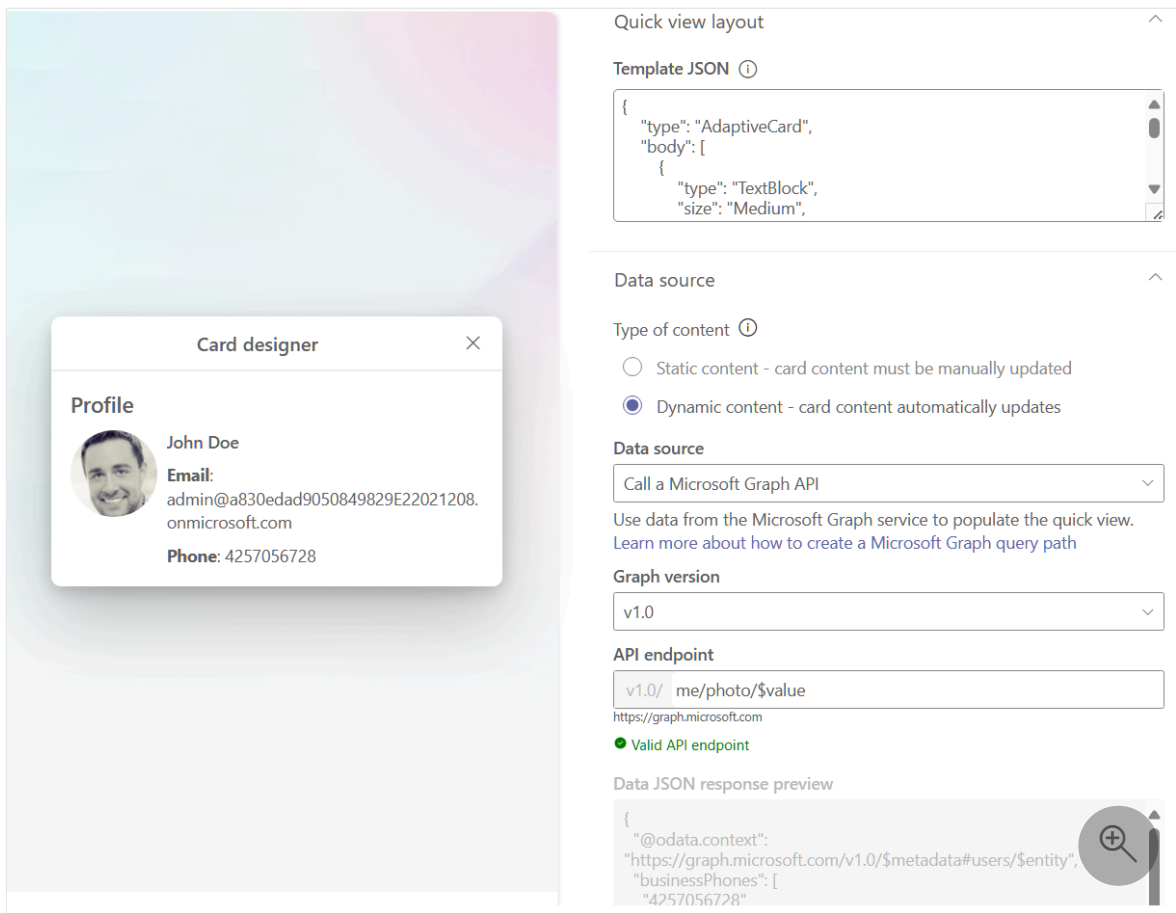 Quick view layout
Template JSON
{
"type": "AdaptiveCard",
"body": [
{
"type": "TextBlock",
"size": "Medium",
Data source
Type of content
Static content - card content must be manually updated
Dynamic content - card content automatically updates
Data source
Call a Microsoft Graph API
Use data from the Microsoft Graph service to populate the quick view.
Learn more about how to create a Microsoft Graph query path
Graph version
v1.0
API endpoint
v1.0/ me/photo/$value
https://graph.microsoft.com
Valid API endpoint
Data JSON response preview
{
"@odata.context":
"https://graph.microsoft.com/v1.0/$metadata#users/$entity",
"businessPhones": [
"4257056728"
Card designer
Profile
John Doe
Email:
admin@a830edad9050849829E22021208.
onmicrosoft.com
Phone: 4257056728